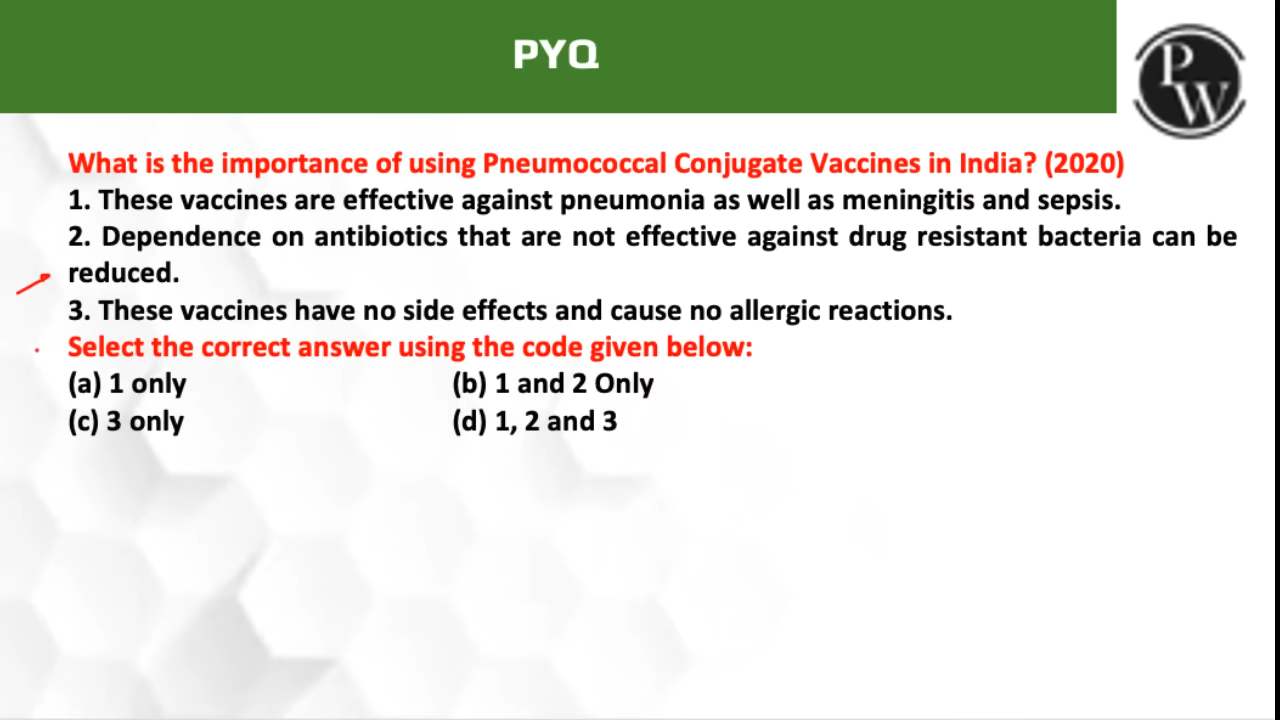 PYQ
P
W
What is the importance of using Pneumococcal Conjugate Vaccines in India? (2020)
1. These vaccines are effective against pneumonia as well as meningitis and sepsis.
2. Dependence on antibiotics that are not effective against drug resistant bacteria can be
reduced.
3. These vaccines have no side effects and cause no allergic reactions.
Select the correct answer using the code given below:
(a) 1 only (b) 1 and 2 Only
(c) 3 only (d) 1, 2 and 3